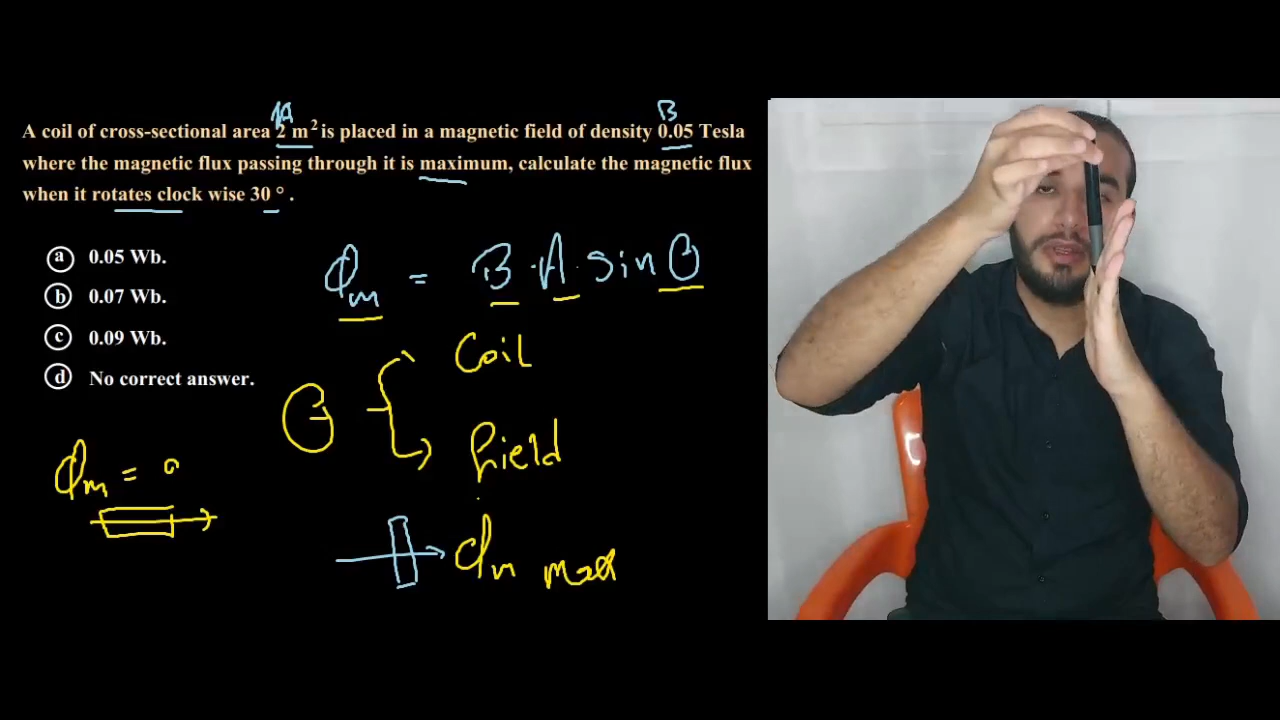 A B
A coil of cross-sectional area 2 m² is placed in a magnetic field of density 0.05 Tesla
where the magnetic flux passing through it is maximum, calculate the magnetic flux
when it rotates clock wise 30 °.
a 0.05 Wb.
b 0.07 Wb.
c 0.09 Wb.
d No correct answer.
Φm = B · A · sin θ
θ
Coil
field
Φm = 0
Φm max